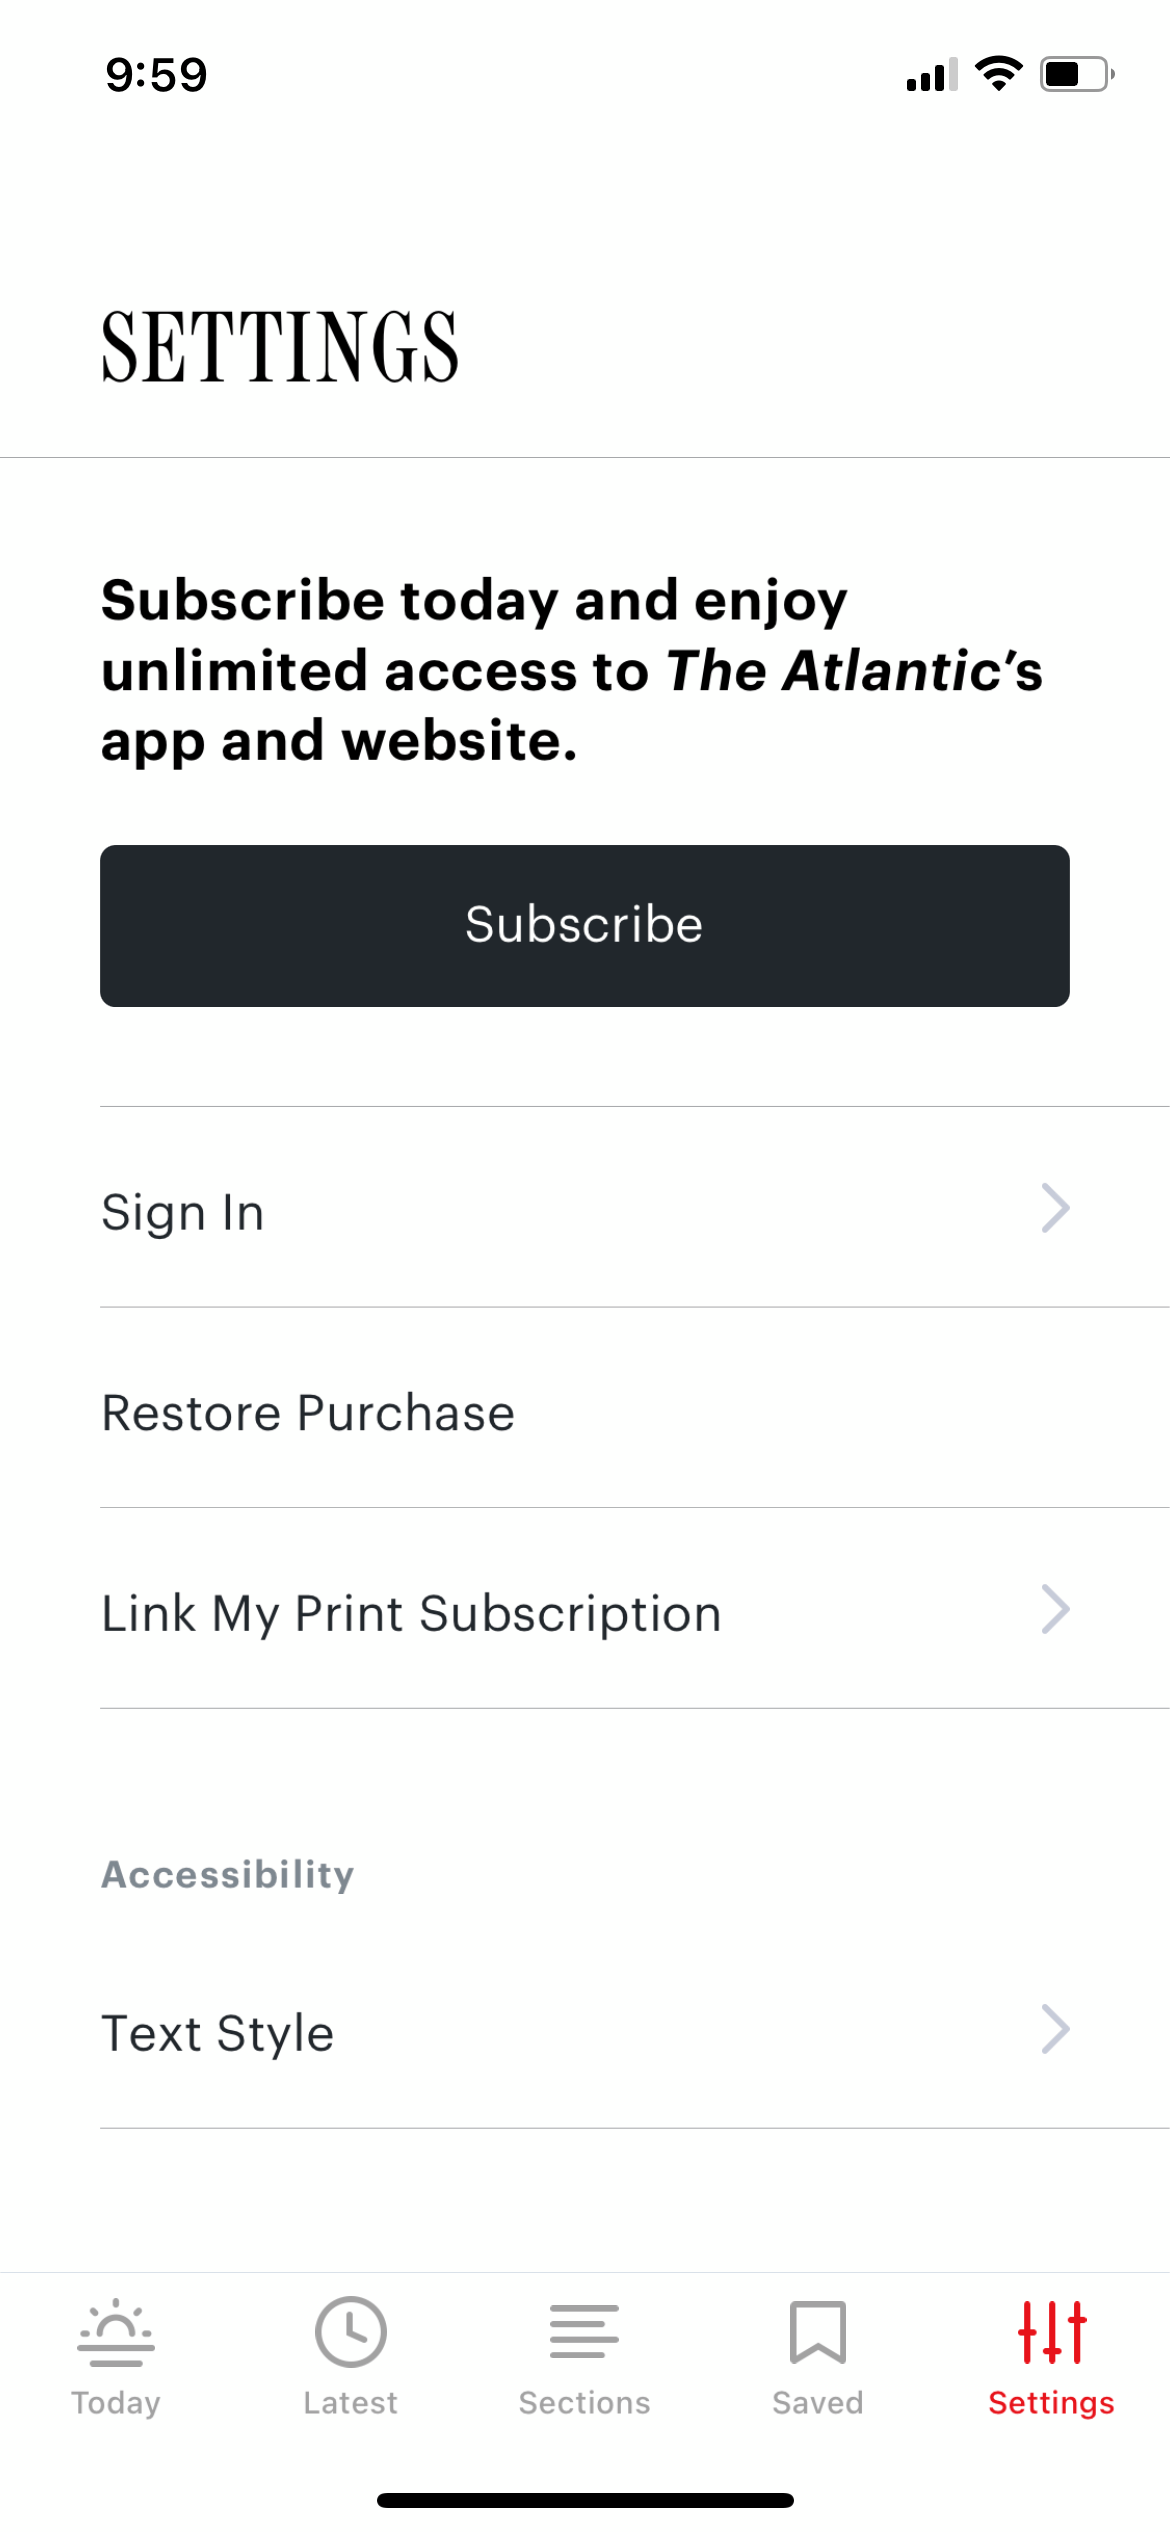 9:59
SETTINGS
Subscribe today and enjoy
unlimited access to The Atlantic’s
app and website.
Subscribe
Sign In
Restore Purchase
Link My Print Subscription
Accessibility
Text Style
Today
Latest
Sections
Saved
Settings